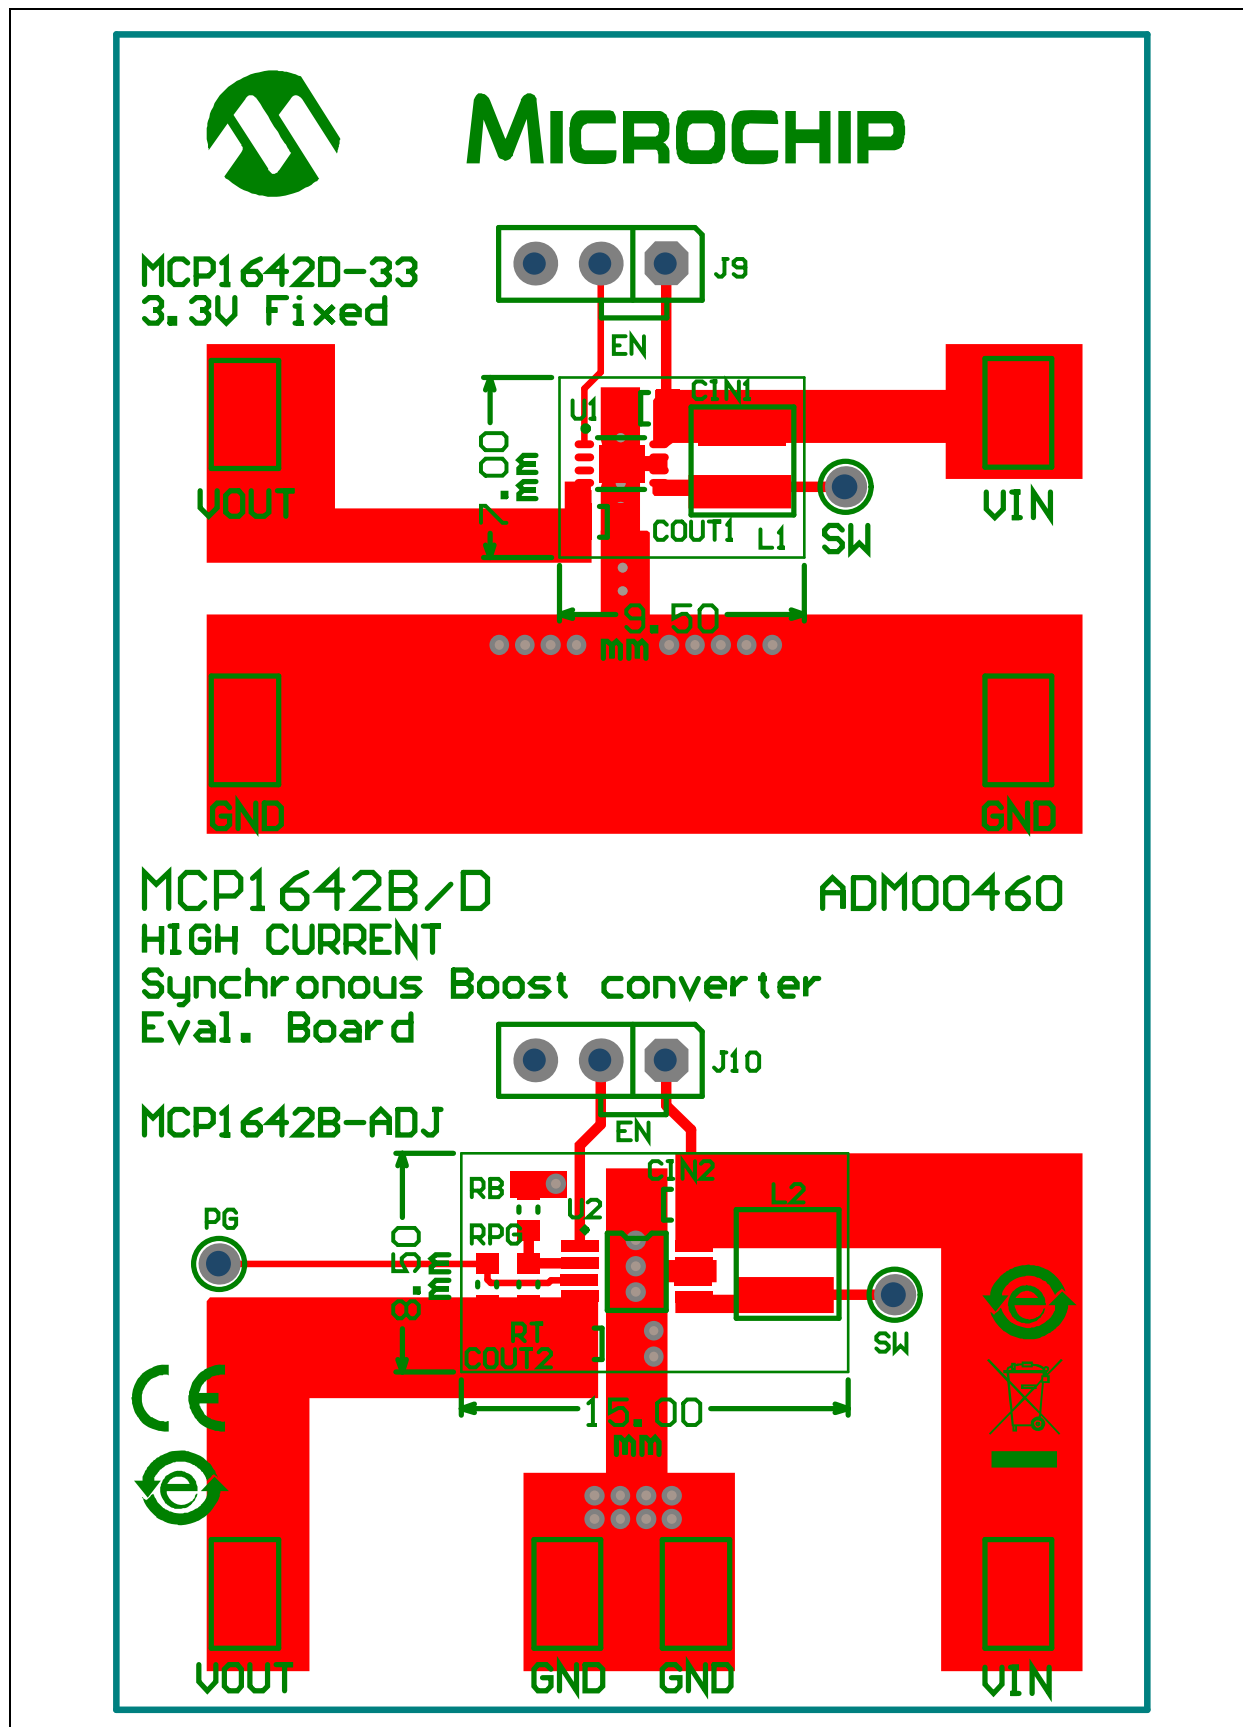 MICROCHIP
J9
MCP1642D-33
3.3V Fixed
EN
CIN1
U1
7.00
mm
VOUT
COUT1
L1
SW
VIN
9.50
mm
GND
GND
MCP1642B/D
ADM00460
HIGH CURRENT
Synchronous Boost converter
Eval. Board
J10
MCP1642B-ADJ
EN
CIN2
RB
L2
U2
PG
RPG
8.50
mm
RT
COUT2
SW
CE
15.00
mm
e
e
VOUT
GND
GND
VIN